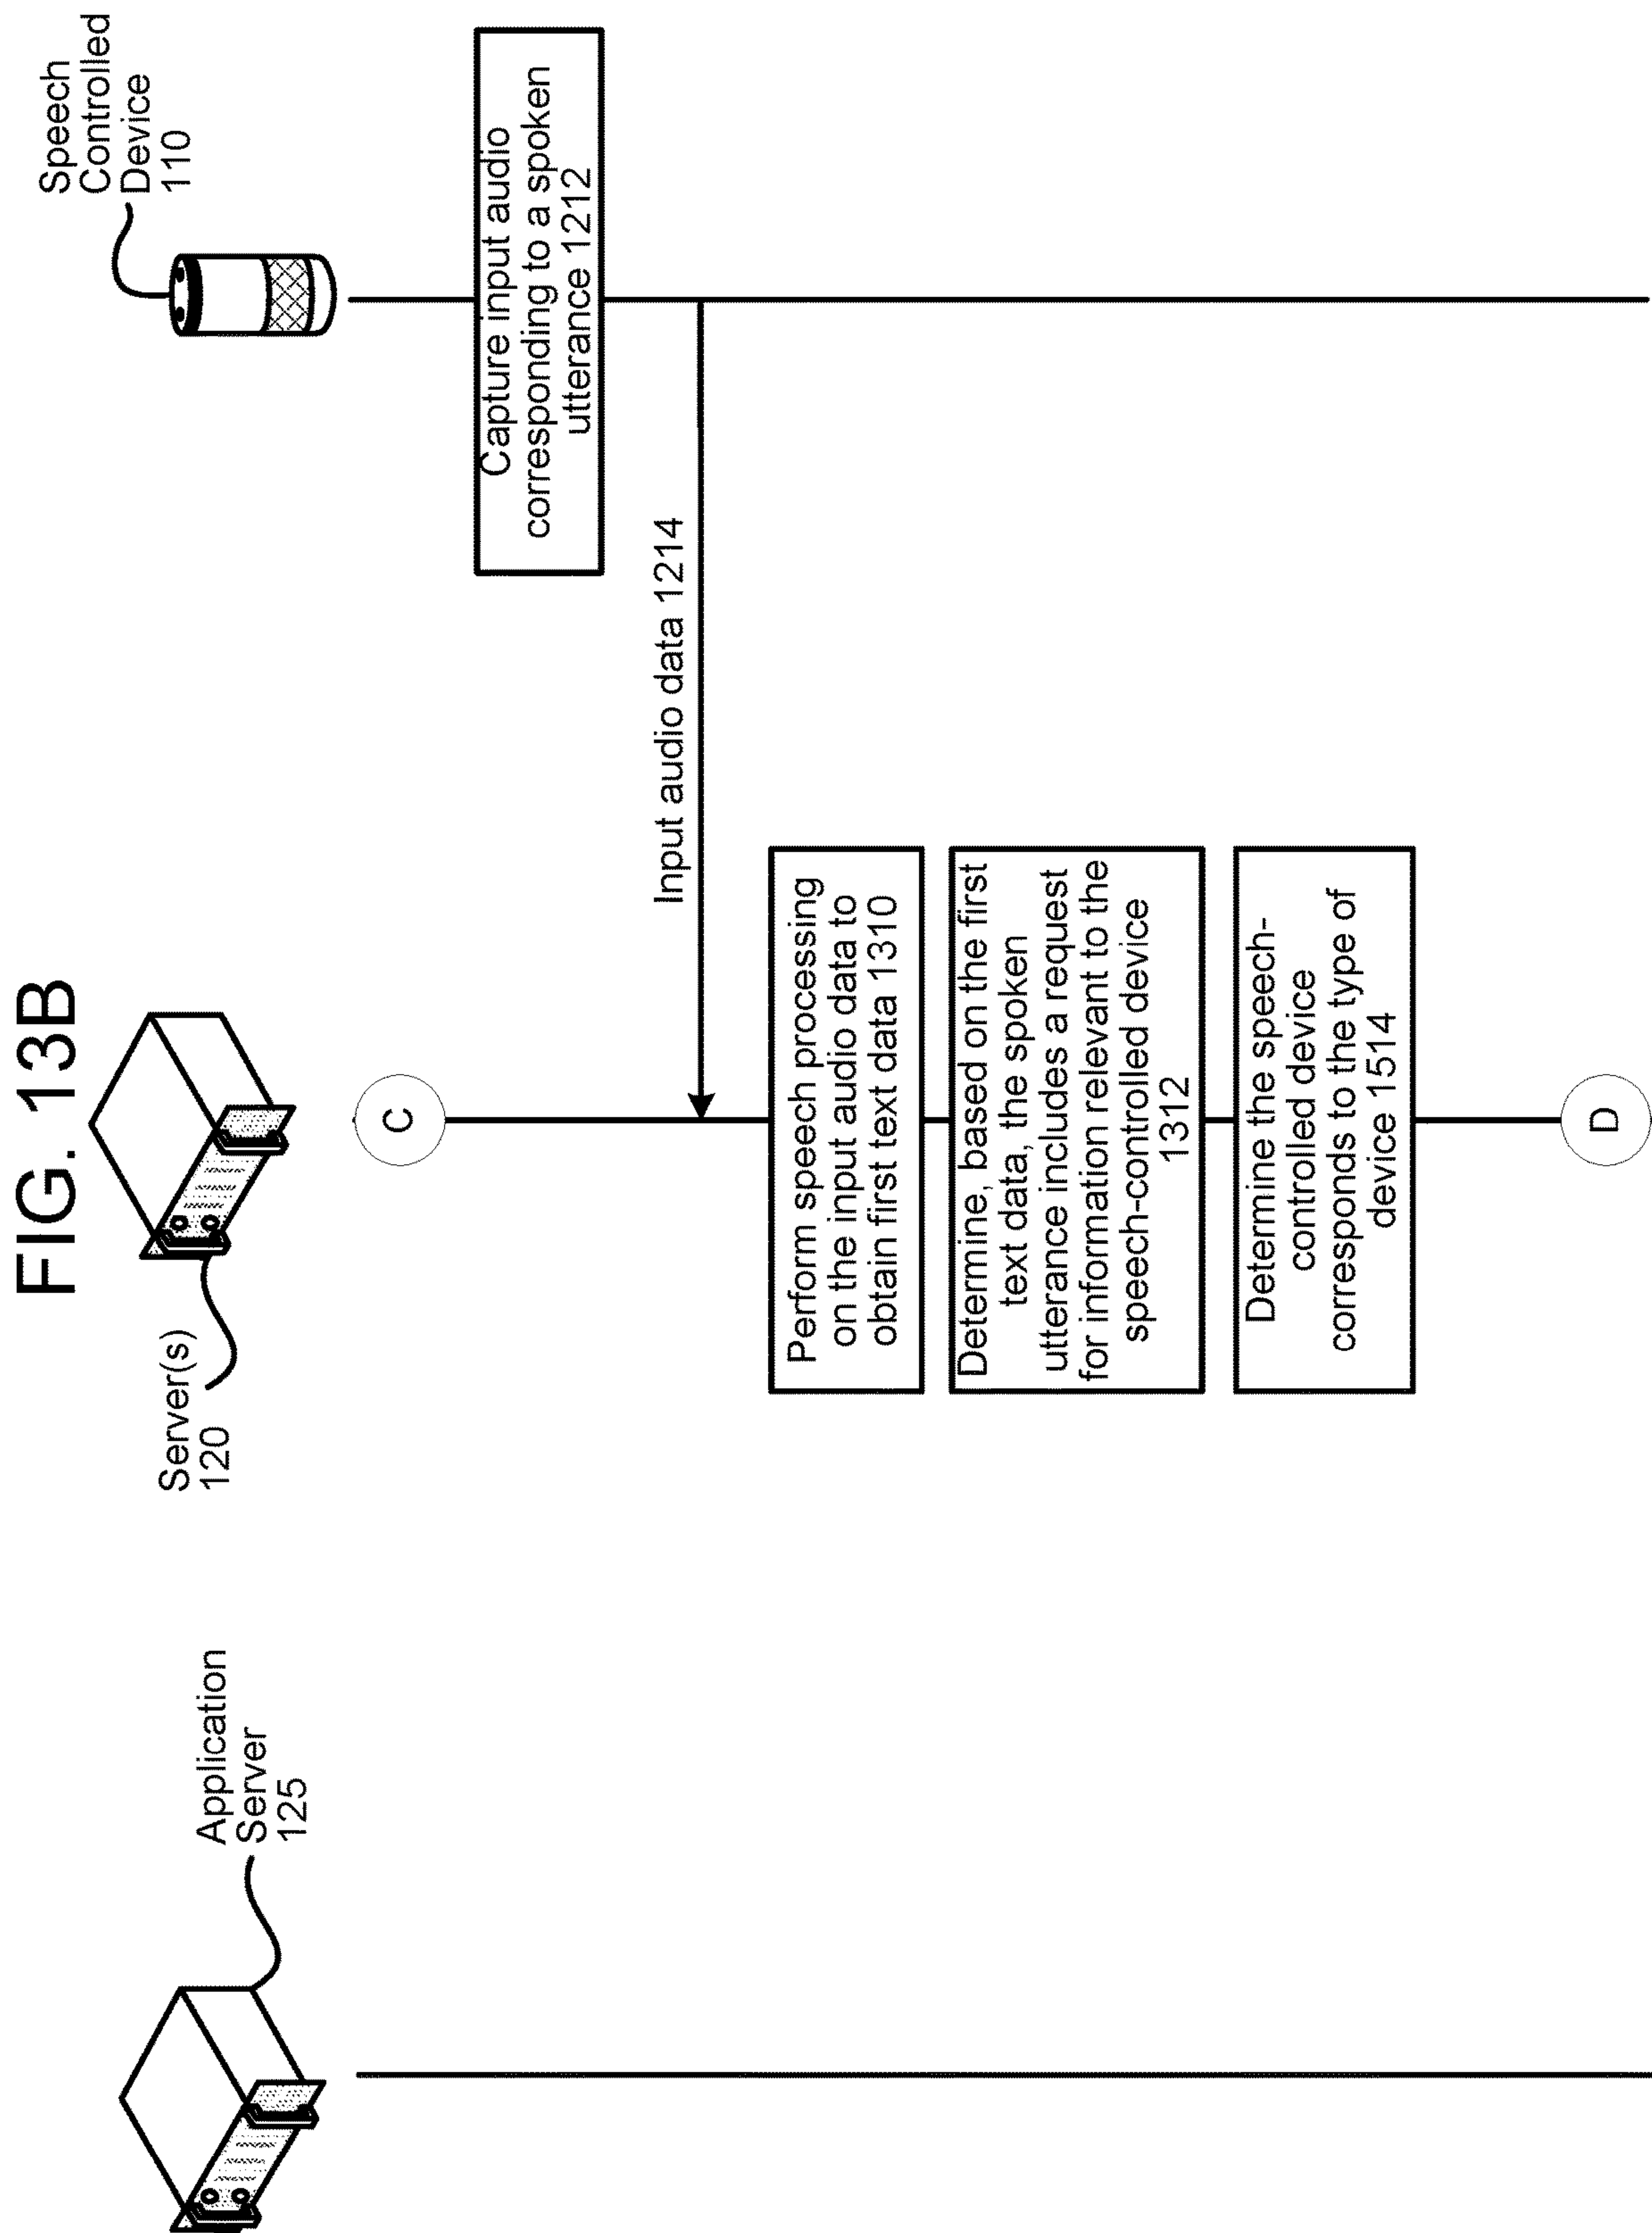 FIG. 13B
Application
Server
125
Server(s)
120
Speech
Controlled
Device
110
C
Capture input audio
corresponding to a spoken
utterance 1212
Input audio data 1214
Perform speech processing
on the input audio data to
obtain first text data 1310
Determine, based on the first
text data, the spoken
utterance includes a request
for information relevant to the
speech-controlled device
1312
Determine the speech-
controlled device
corresponds to the type of
device 1514
D